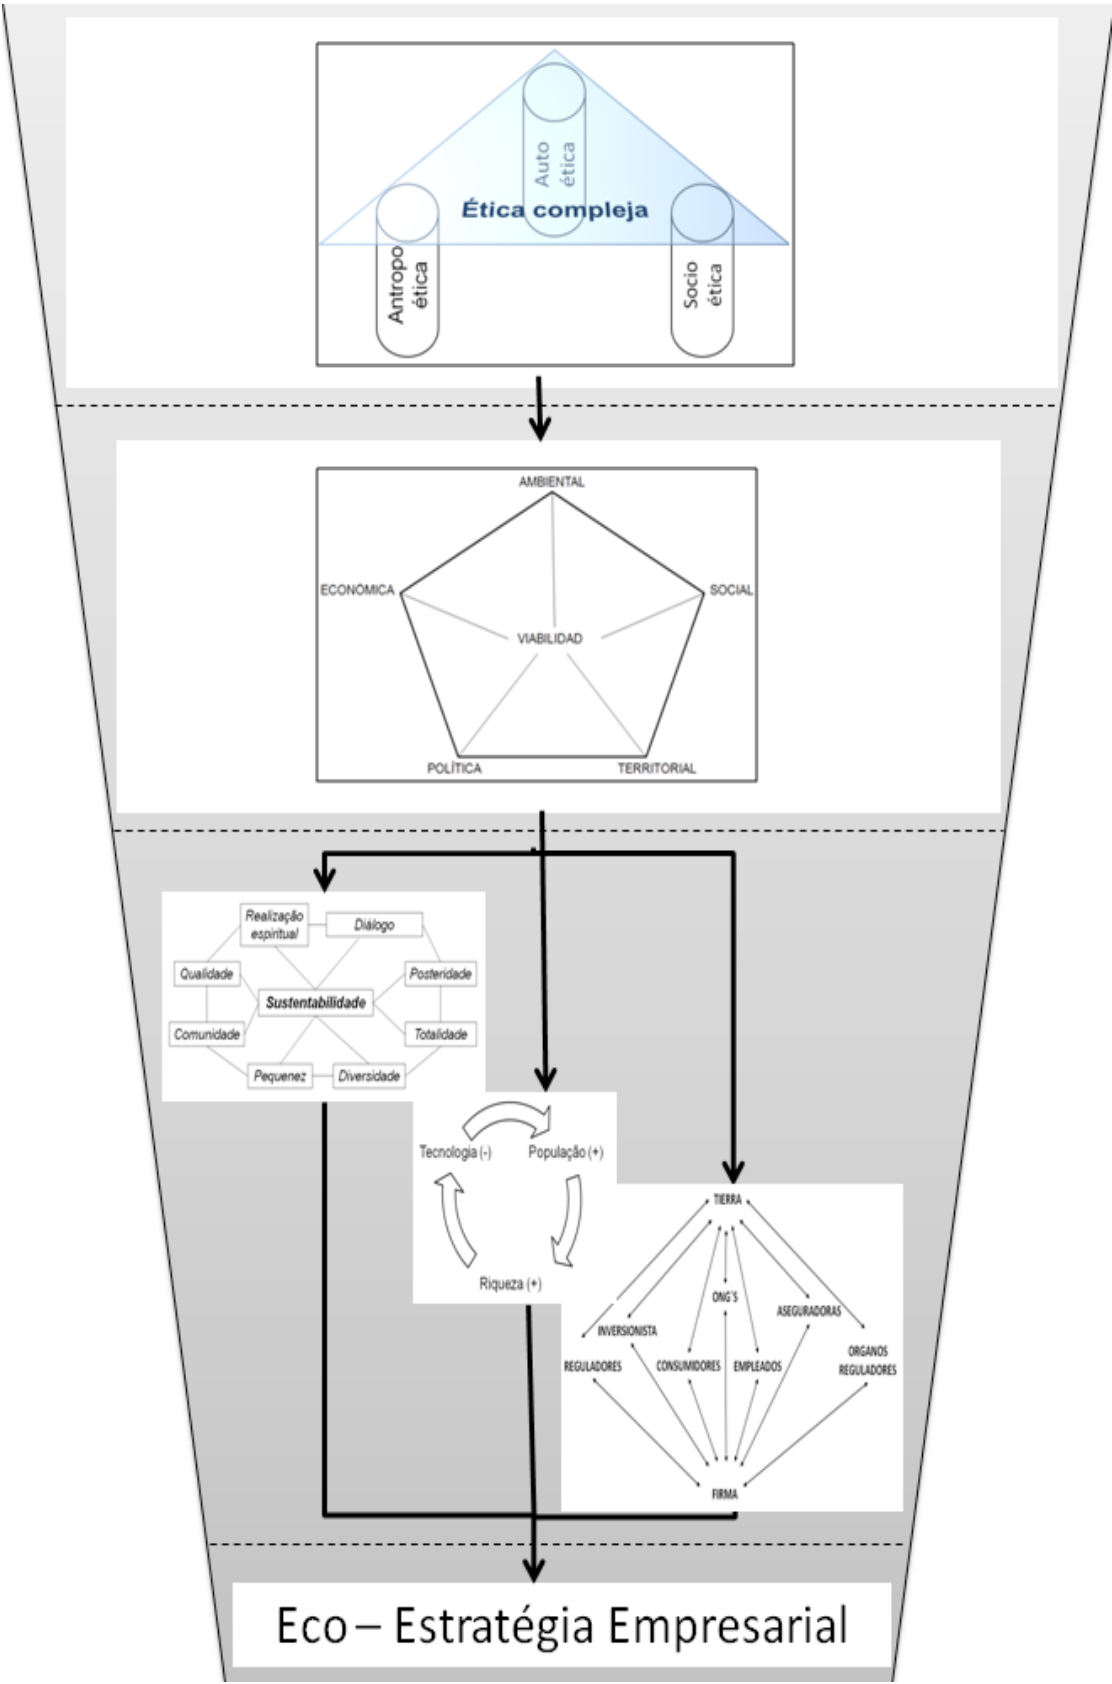 Auto
ética
Ética compleja
Antropo
ética
Socio
ética
AMBIENTAL
ECONÓMICA
SOCIAL
VIABILIDAD
POLÍTICA
TERRITORIAL
Realização
espiritual
Diálogo
Qualidade
Posteridade
Sustentabilidade
Comunidade
Totalidade
Pequenez
Diversidade
Tecnologia (-)
População (+)
Riqueza (+)
TIERRA
ONG´S
ASEGURADORAS
INVERSIONISTA
REGULADORES
CONSUMIDORES
EMPLEADOS
ORGANOS
REGULADORES
FIRMA
Eco – Estratégia Empresarial